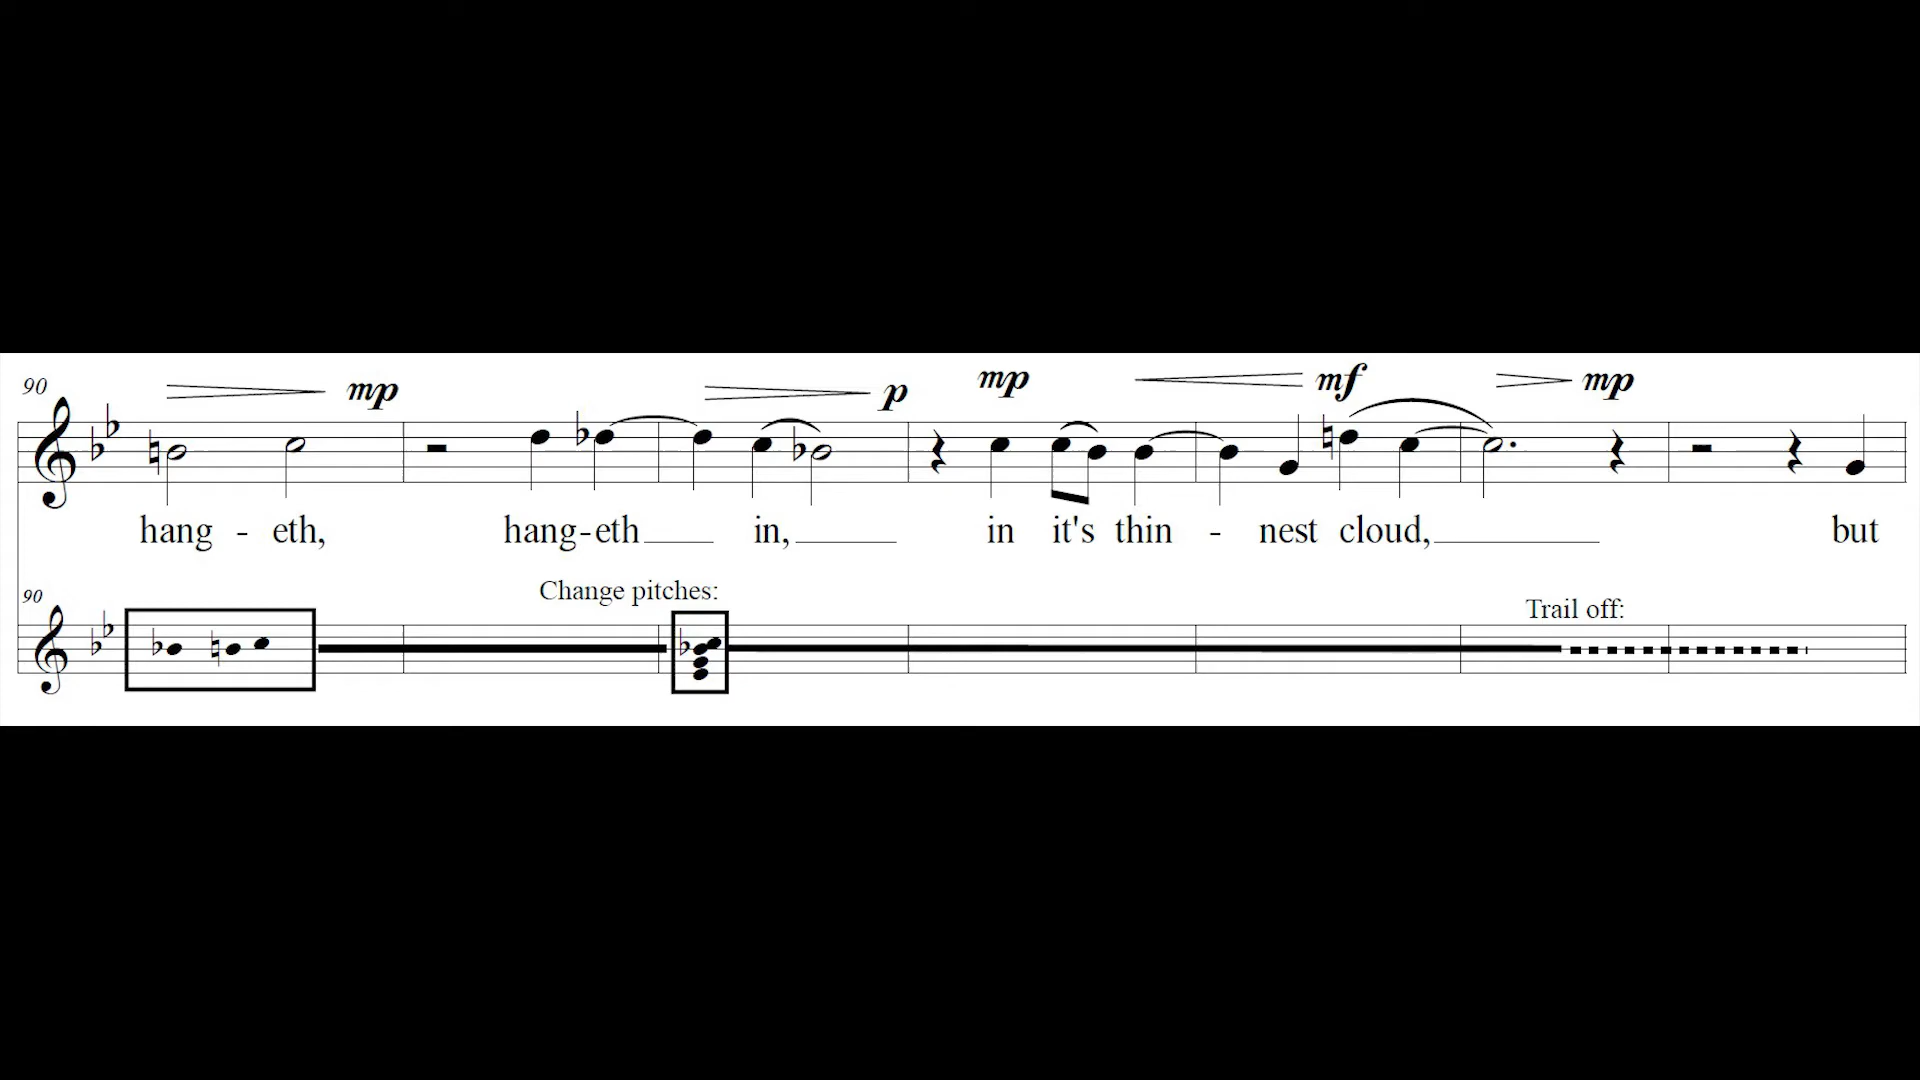 90 mp p mp mf mp
hang - eth, hang-eth in, in it's thin - nest cloud, but
Change pitches:
90
Trail off: